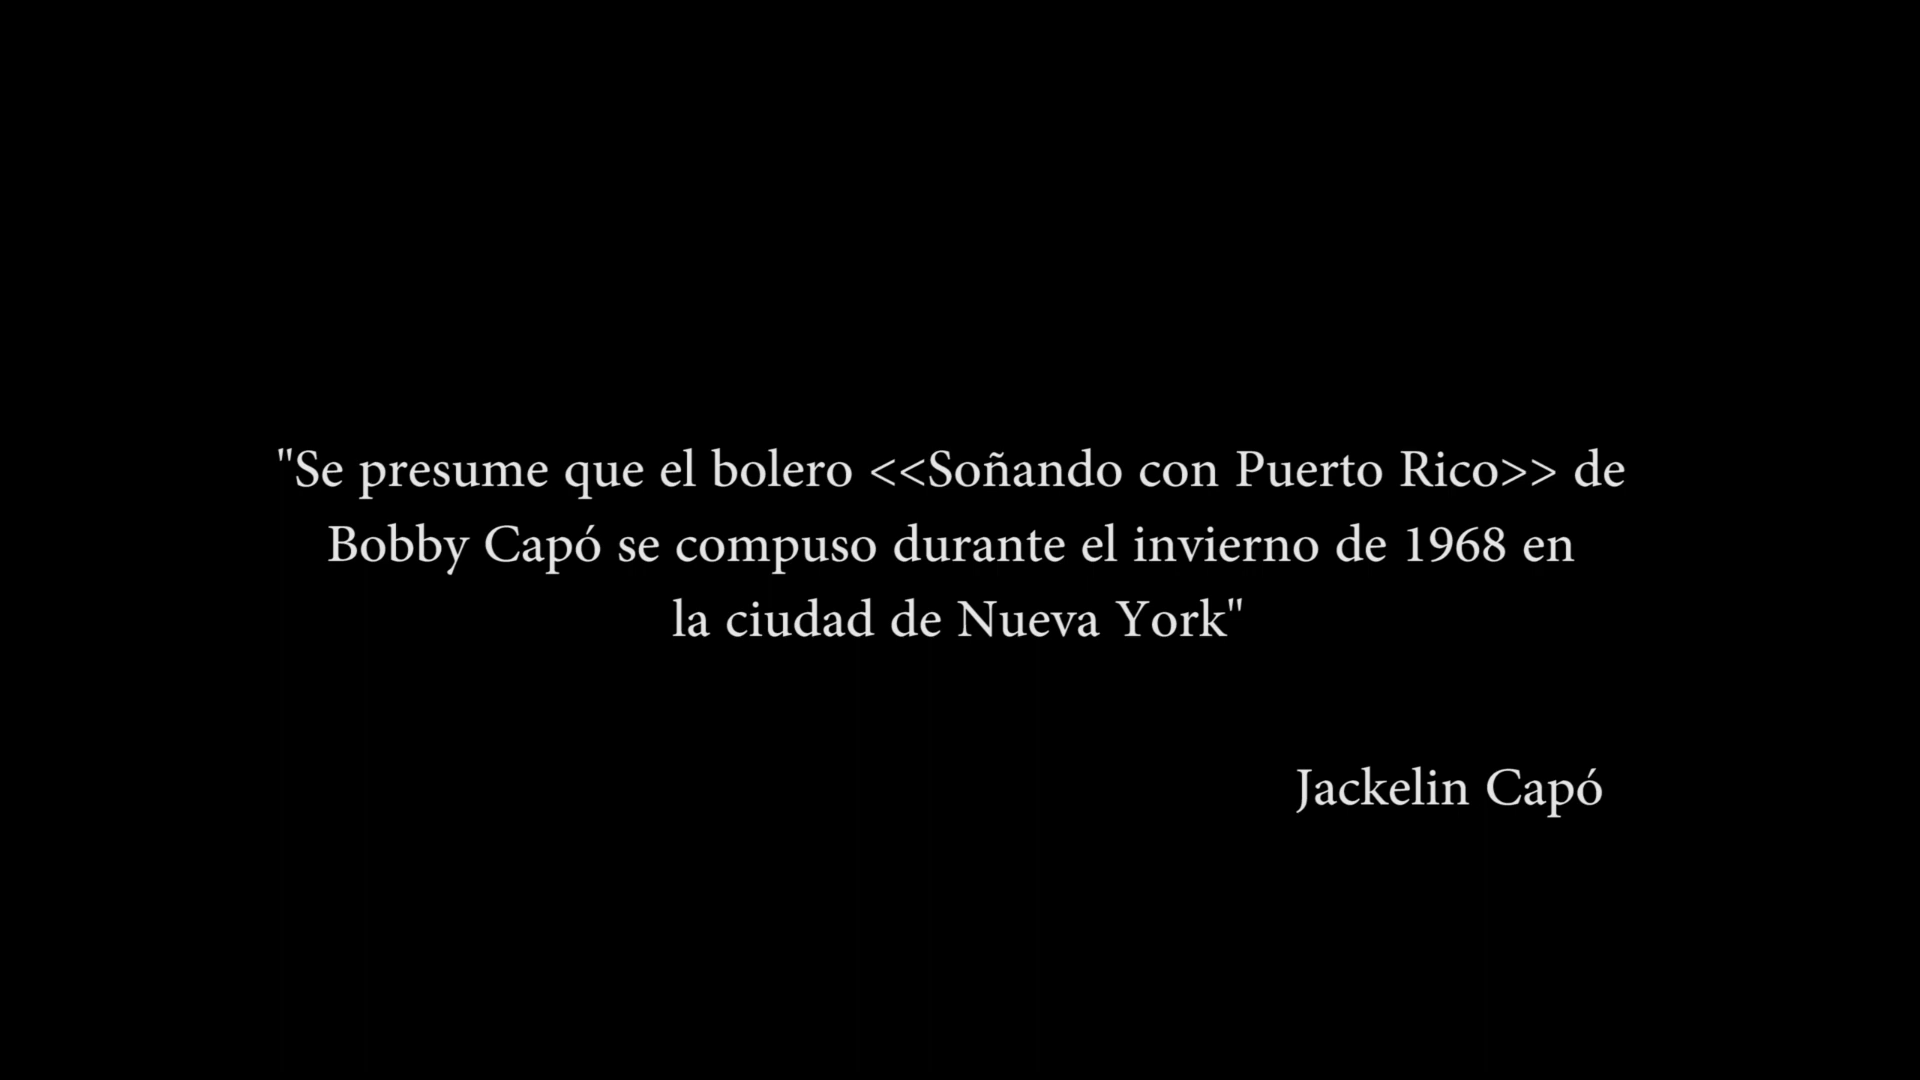 "Se presume que el bolero <<Soñando con Puerto Rico>> de
Bobby Capó se compuso durante el invierno de 1968 en
la ciudad de Nueva York"
Jackelin Capó